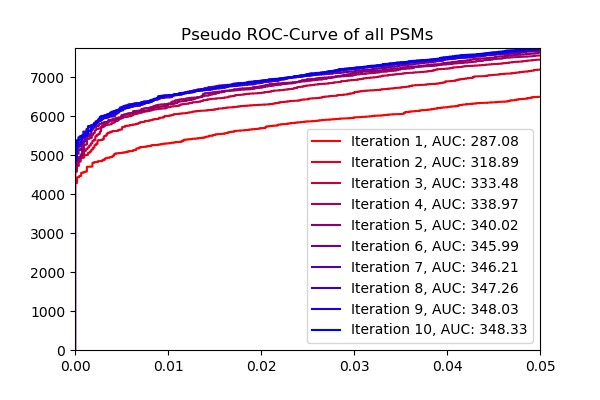 Pseudo ROC-Curve of all PSMs
7000
6000
5000
4000
3000
2000
1000
0
Iteration 1, AUC: 287.08
Iteration 2, AUC: 318.89
Iteration 3, AUC: 333.48
Iteration 4, AUC: 338.97
Iteration 5, AUC: 340.02
Iteration 6, AUC: 345.99
Iteration 7, AUC: 346.21
Iteration 8, AUC: 347.26
Iteration 9, AUC: 348.03
Iteration 10, AUC: 348.33
0.00 0.01 0.02 0.03 0.04 0.05